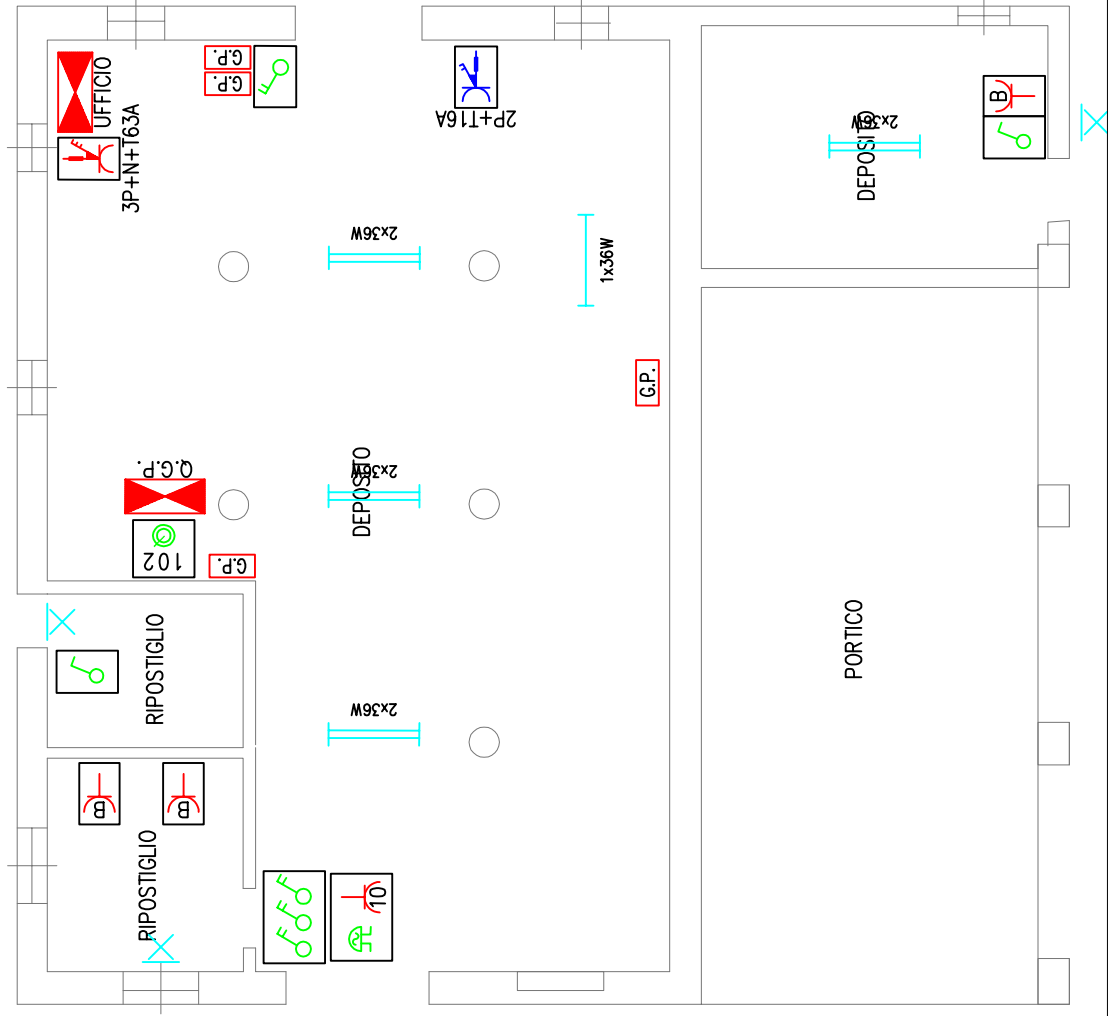 G.P.
G.P.
UFFICIO
3P+N+T63A
2P+T16A
B
2x36W
DEPOSITO
2x36W
1x36W
G.P.
Q.G.P.
2x36W
DEPOSITO
102
G.P.
RIPOSTIGLIO
PORTICO
2x36W
B
B
RIPOSTIGLIO
10